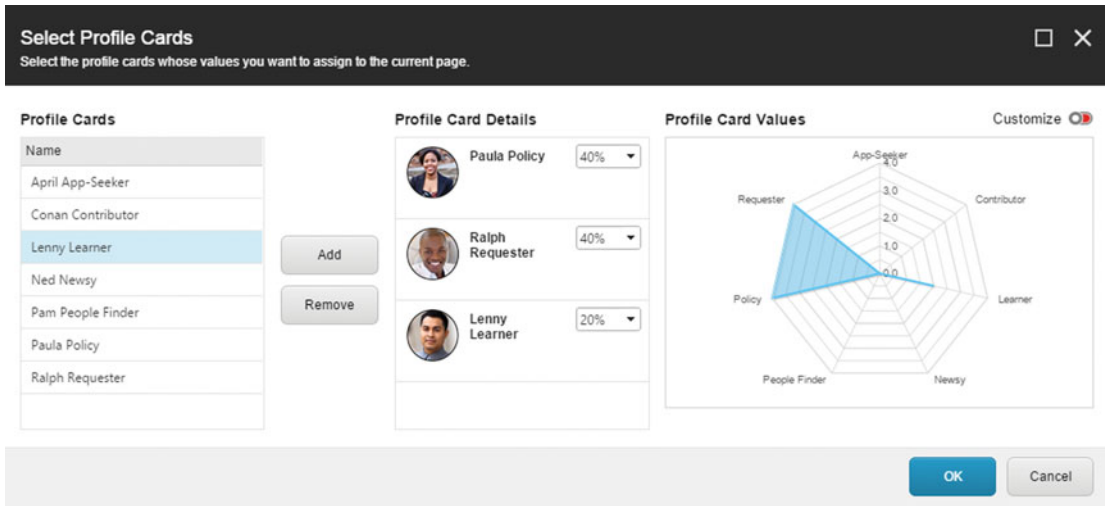 Select Profile Cards
Select the profile cards whose values you want to assign to the current page.
Profile Cards
Name
April App-Seeker
Conan Contributor
Lenny Learner
Ned Newsy
Pam People Finder
Paula Policy
Ralph Requester
Add
Remove
Profile Card Details
Paula Policy
40%
Ralph
Requester
40%
Lenny
Learner
20%
Profile Card Values
Customize
App-Seeker
4.0
Requester
3.0
Contributor
2.0
1.0
0.0
Policy
Learner
People Finder
Newsy
OK
Cancel